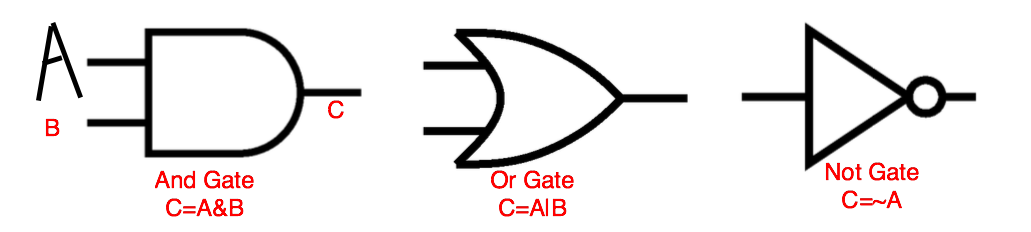 A
B
C
And Gate
C=A&B
Or Gate
C=A|B
Not Gate
C=~A